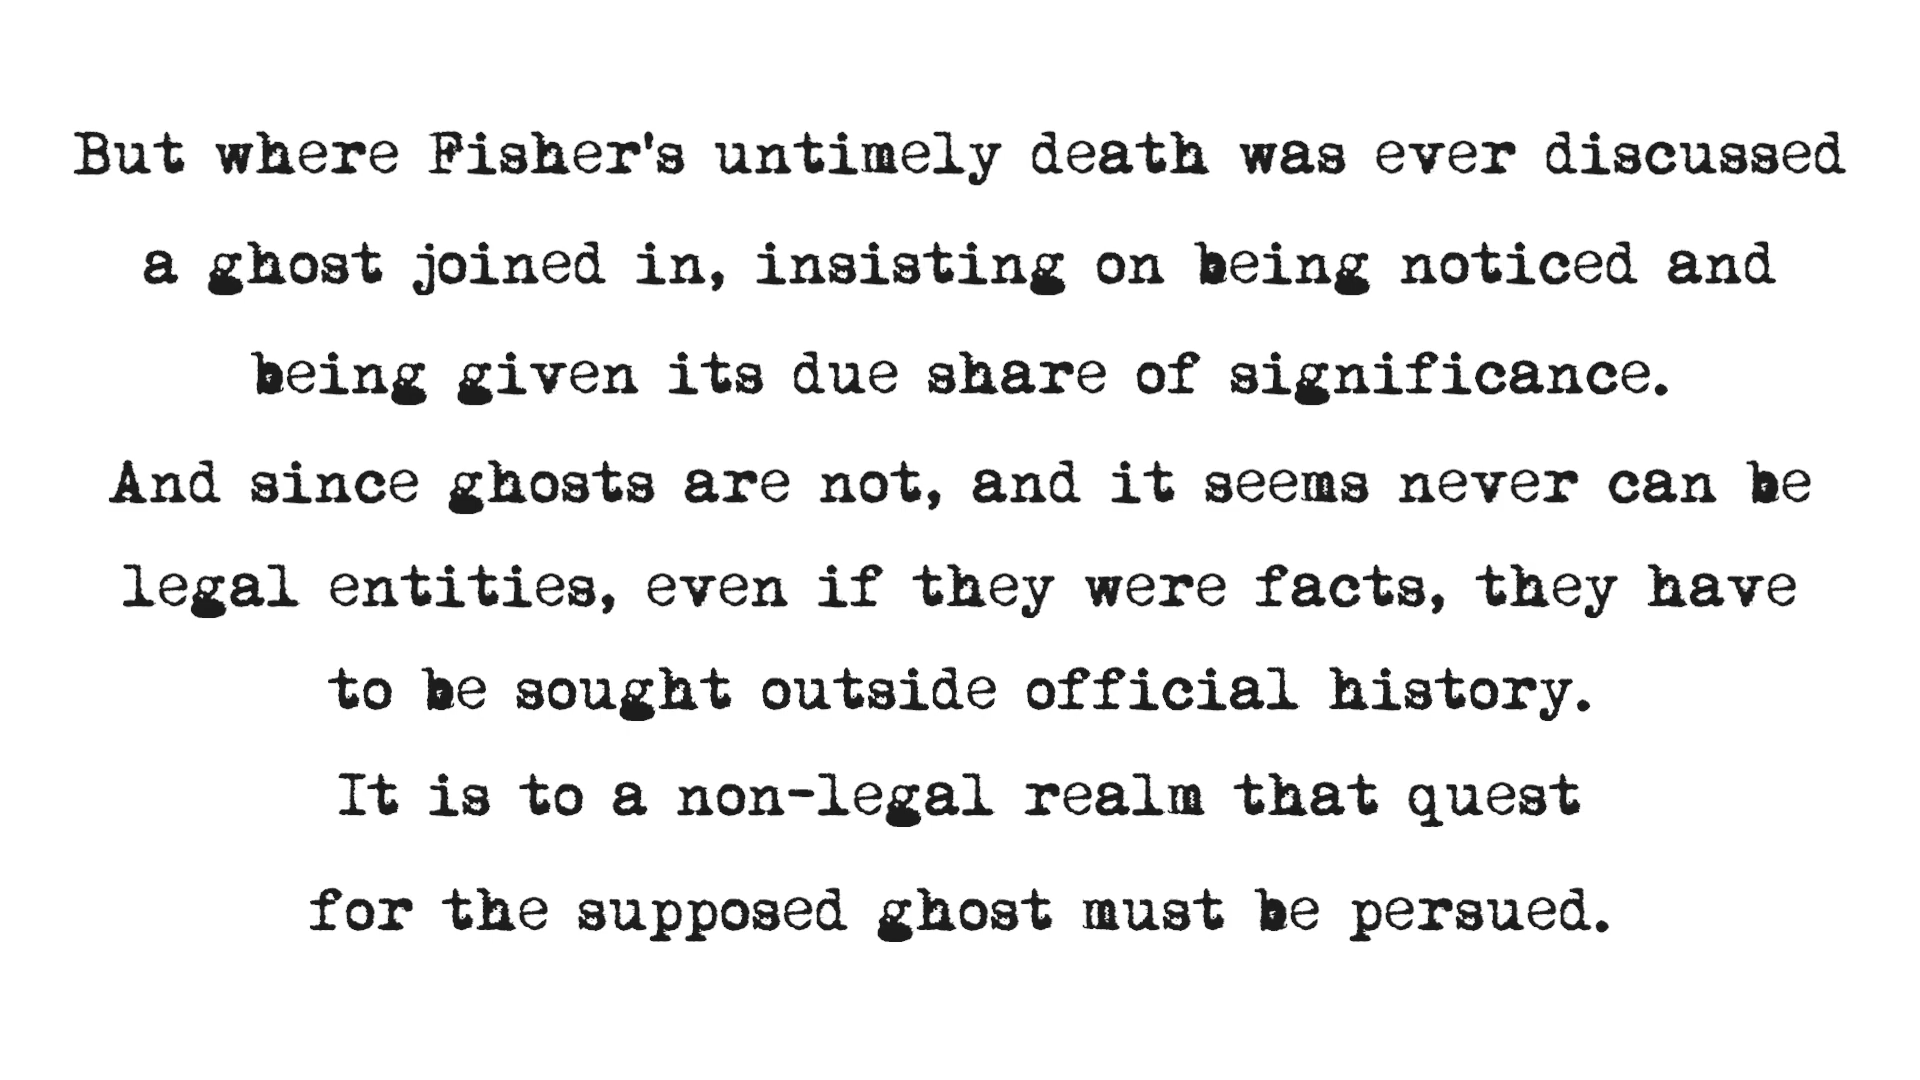 But where Fisher's untimely death was ever discussed
a ghost joined in, insisting on being noticed and
being given its due share of significance.
And since ghosts are not, and it seems never can be
legal entities, even if they were facts, they have
to be sought outside official history.
It is to a non-legal realm that quest
for the supposed ghost must be persued.